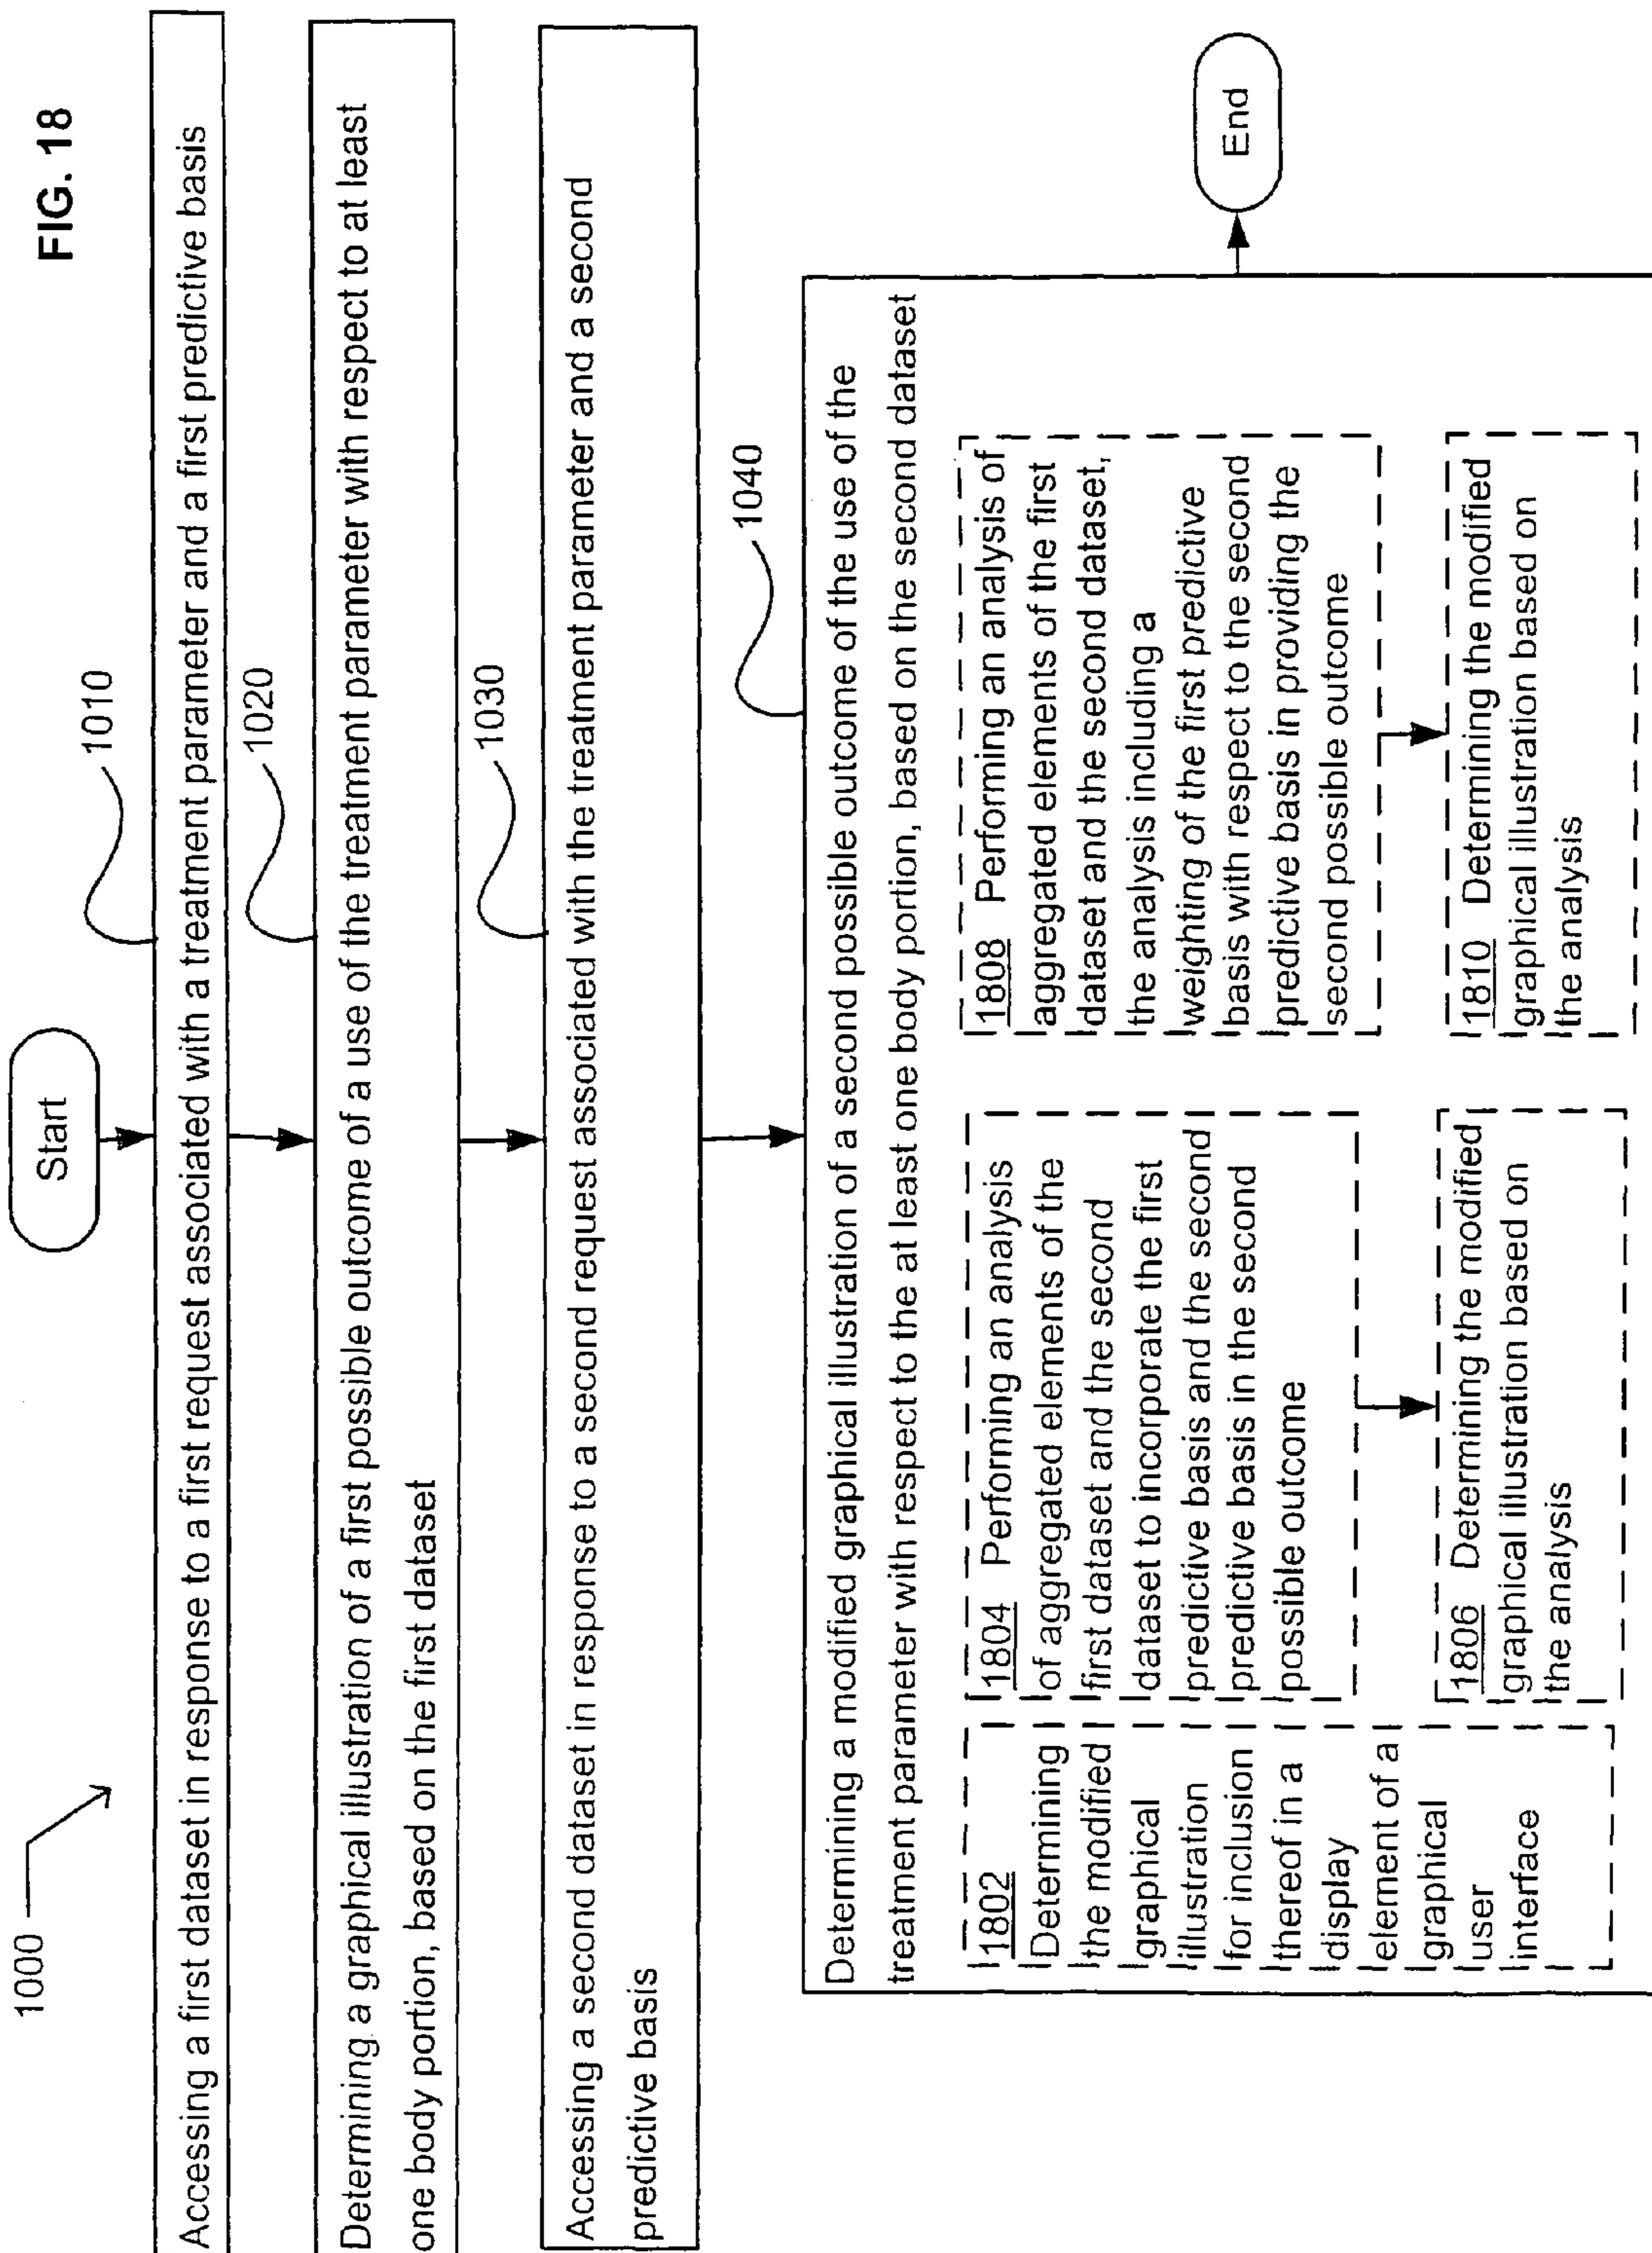 FIG. 18
1000
Start
1010
Accessing a first dataset in response to a first request associated with a treatment parameter and a first predictive basis
1020
Determining a graphical illustration of a first possible outcome of a use of the treatment parameter with respect to at least
one body portion, based on the first dataset
1030
Accessing a second dataset in response to a second request associated with the treatment parameter and a second
predictive basis
1040
Determining a modified graphical illustration of a second possible outcome of the use of the
treatment parameter with respect to the at least one body portion, based on the second dataset
1802
Determining
the modified
graphical
illustration
for inclusion
thereof in a
display
element of a
graphical
user
interface
1804 Performing an analysis
of aggregated elements of the
first dataset and the second
dataset to incorporate the first
predictive basis and the second
predictive basis in the second
possible outcome
1806 Determining the modified
graphical illustration based on
the analysis
1808 Performing an analysis of
aggregated elements of the first
dataset and the second dataset,
the analysis including a
weighting of the first predictive
basis with respect to the second
predictive basis in providing the
second possible outcome
1810 Determining the modified
graphical illustration based on
the analysis
End